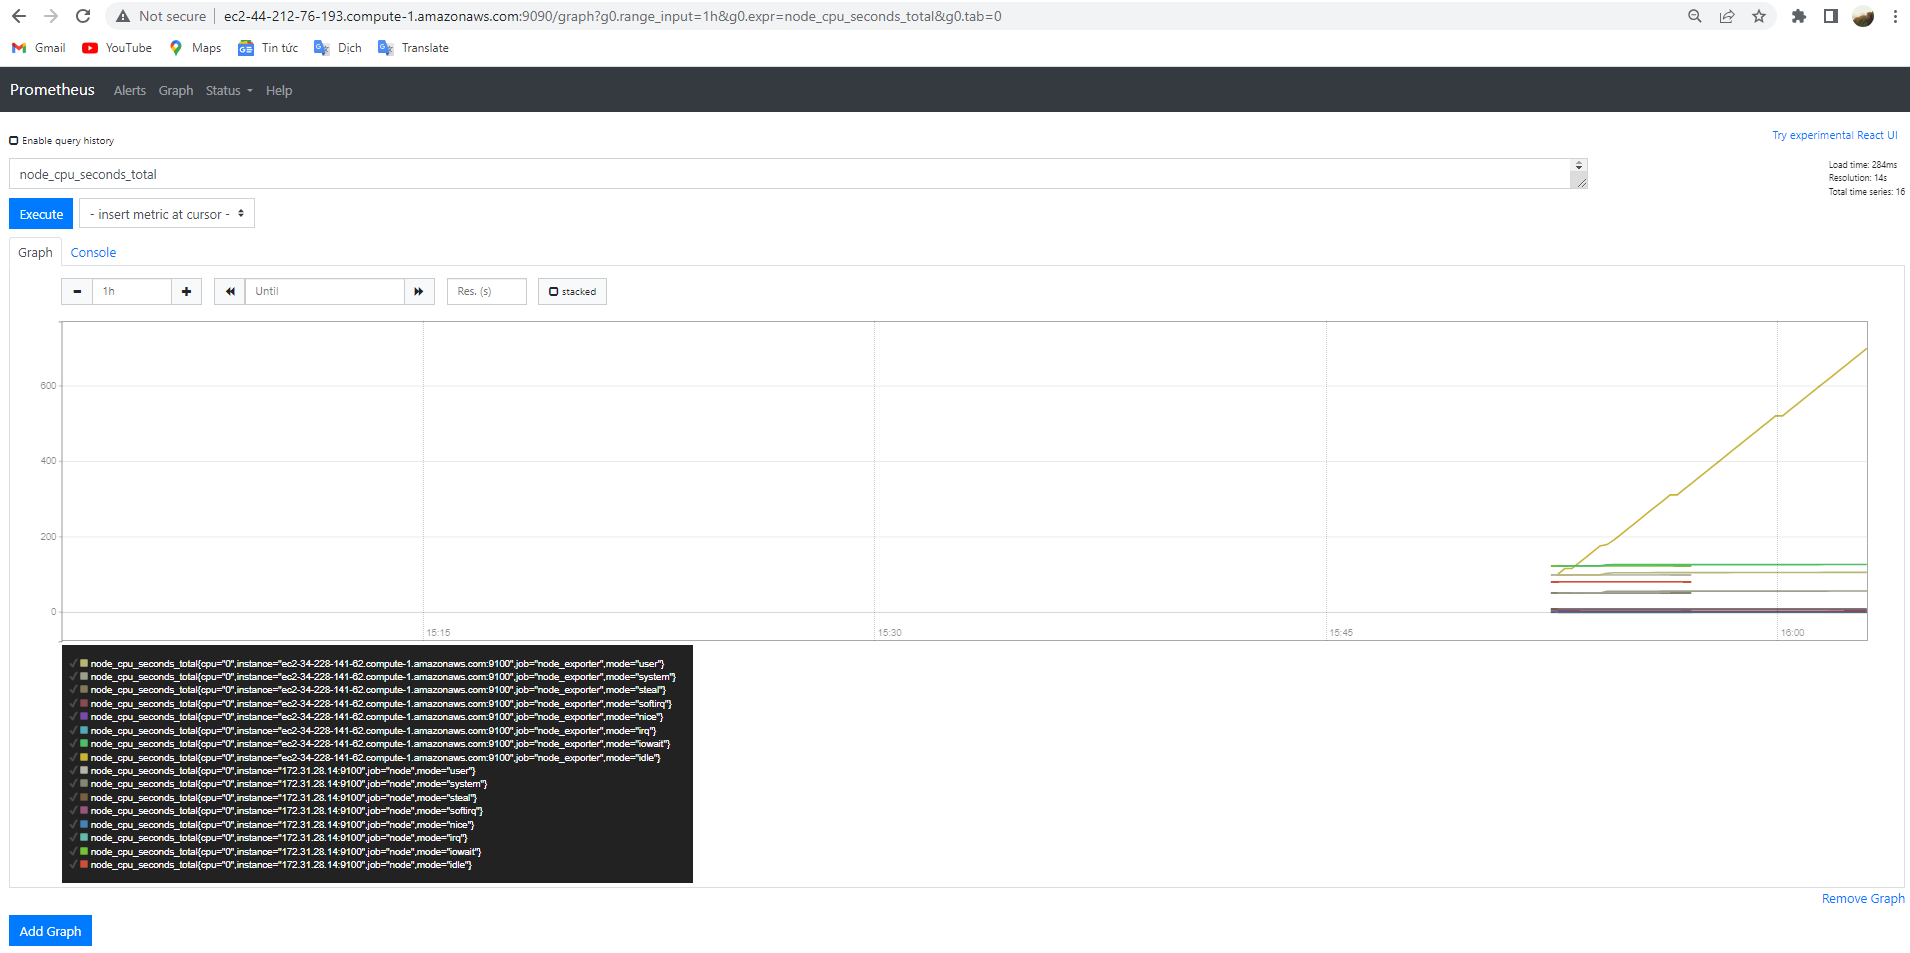 Not secure ec2-44-212-76-193.compute-1.amazonaws.com:9090/graph?g0.range_input=1h&g0.expr=node_cpu_seconds_total&g0.tab=0
Gmail YouTube Maps Tin tức Dịch Translate
Prometheus Alerts Graph Status Help
Enable query history
Try experimental React UI
node_cpu_seconds_total
Load time: 284ms
Resolution: 14s
Total time series: 16
Execute - insert metric at cursor -
Graph Console
1h Until Res. (s) stacked
600
400
200
0
15:15 15:30 15:45 16:00
node_cpu_seconds_total{cpu="0",instance="ec2-34-228-141-62.compute-1.amazonaws.com:9100",job="node_exporter",mode="user"}
node_cpu_seconds_total{cpu="0",instance="ec2-34-228-141-62.compute-1.amazonaws.com:9100",job="node_exporter",mode="system"}
node_cpu_seconds_total{cpu="0",instance="ec2-34-228-141-62.compute-1.amazonaws.com:9100",job="node_exporter",mode="steal"}
node_cpu_seconds_total{cpu="0",instance="ec2-34-228-141-62.compute-1.amazonaws.com:9100",job="node_exporter",mode="softirq"}
node_cpu_seconds_total{cpu="0",instance="ec2-34-228-141-62.compute-1.amazonaws.com:9100",job="node_exporter",mode="nice"}
node_cpu_seconds_total{cpu="0",instance="ec2-34-228-141-62.compute-1.amazonaws.com:9100",job="node_exporter",mode="irq"}
node_cpu_seconds_total{cpu="0",instance="ec2-34-228-141-62.compute-1.amazonaws.com:9100",job="node_exporter",mode="iowait"}
node_cpu_seconds_total{cpu="0",instance="ec2-34-228-141-62.compute-1.amazonaws.com:9100",job="node_exporter",mode="idle"}
node_cpu_seconds_total{cpu="0",instance="172.31.28.14:9100",job="node",mode="user"}
node_cpu_seconds_total{cpu="0",instance="172.31.28.14:9100",job="node",mode="system"}
node_cpu_seconds_total{cpu="0",instance="172.31.28.14:9100",job="node",mode="steal"}
node_cpu_seconds_total{cpu="0",instance="172.31.28.14:9100",job="node",mode="softirq"}
node_cpu_seconds_total{cpu="0",instance="172.31.28.14:9100",job="node",mode="nice"}
node_cpu_seconds_total{cpu="0",instance="172.31.28.14:9100",job="node",mode="irq"}
node_cpu_seconds_total{cpu="0",instance="172.31.28.14:9100",job="node",mode="iowait"}
node_cpu_seconds_total{cpu="0",instance="172.31.28.14:9100",job="node",mode="idle"}
Remove Graph
Add Graph